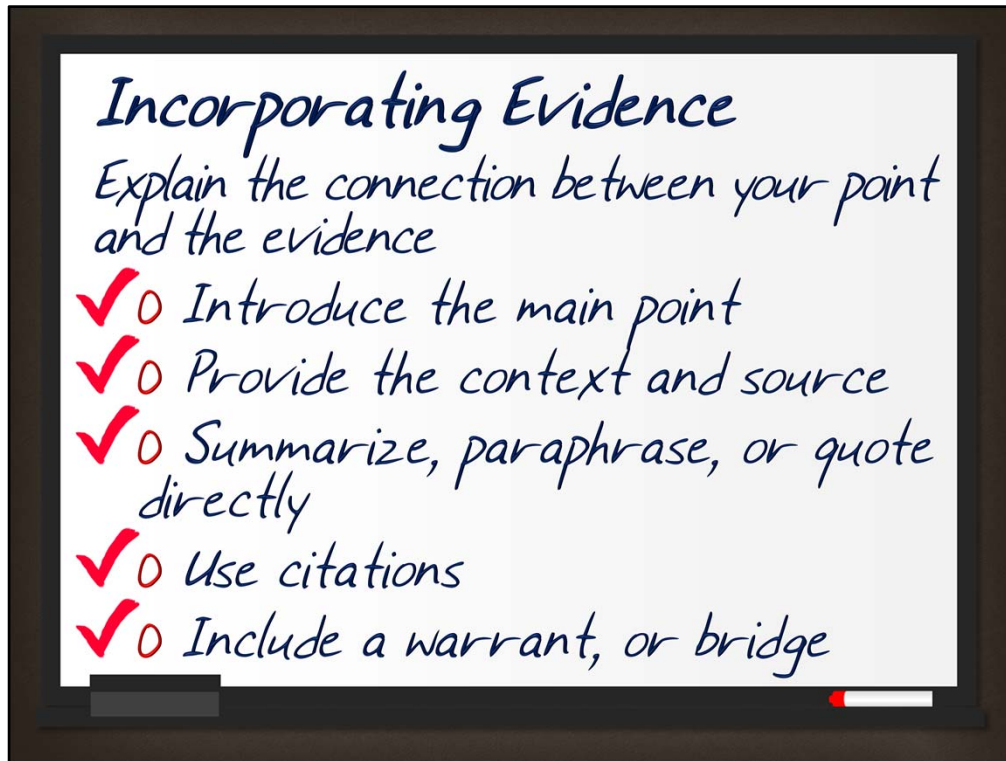 Incorporating Evidence
Explain the connection between your point
and the evidence
O Introduce the main point
O Provide the context and source
O Summarize, paraphrase, or quote
directly
O Use citations
O Include a warrant, or bridge